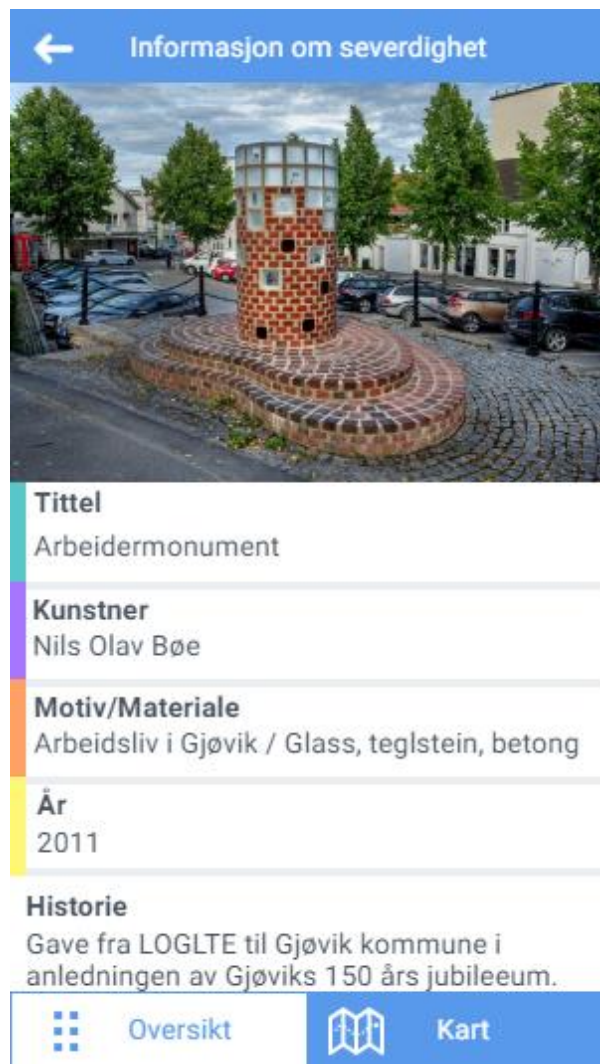 Informasjon om severdighet
Tittel
Arbeidermonument
Kunstner
Nils Olav Bøe
Motiv/Materiale
Arbeidsliv i Gjøvik / Glass, teglstein, betong
År
2011
Historie
Gave fra LOGLTE til Gjøvik kommune i
anledningen av Gjøviks 150 års jubileeum.
Oversikt
Kart